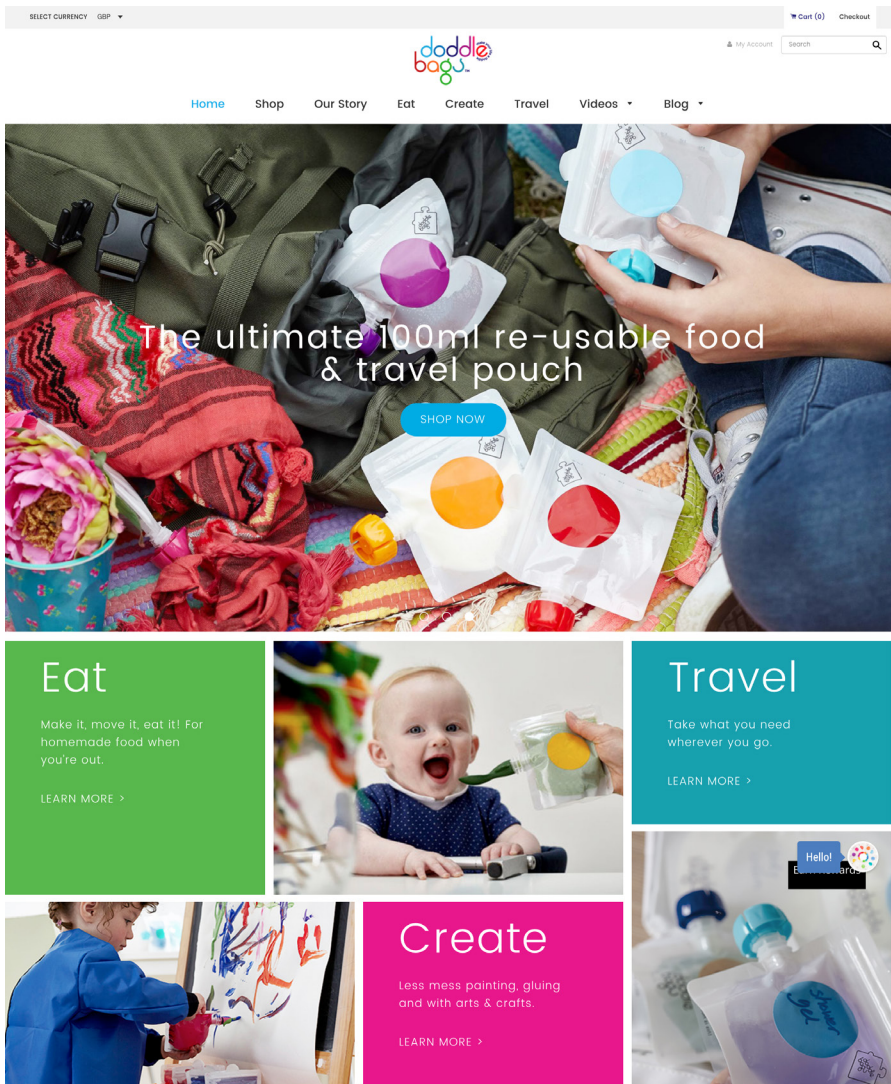 SELECT CURRENCY GBP
Cart (0) Checkout
My Account
Search
doddle
bags™
Home Shop Our Story Eat Create Travel Videos Blog
The ultimate 100ml re-usable food
& travel pouch
SHOP NOW
Eat
Make it, move it, eat it! For
homemade food when
you're out.
LEARN MORE >
Travel
Take what you need
wherever you go.
LEARN MORE >
Hello!
shower
gel
Create
Less mess painting, gluing
and with arts & crafts.
LEARN MORE >